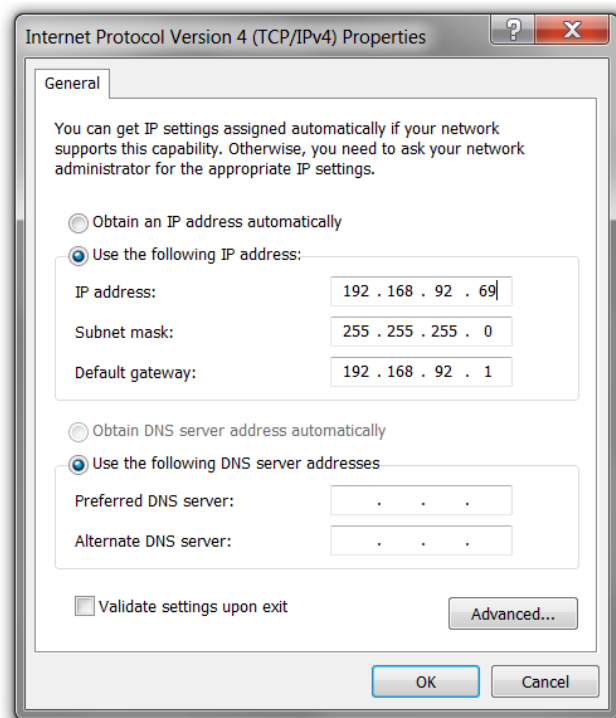 Internet Protocol Version 4 (TCP/IPv4) Properties
General
You can get IP settings assigned automatically if your network
supports this capability. Otherwise, you need to ask your network
administrator for the appropriate IP settings.
Obtain an IP address automatically
Use the following IP address:
IP address: 192 . 168 . 92 . 69
Subnet mask: 255 . 255 . 255 . 0
Default gateway: 192 . 168 . 92 . 1
Obtain DNS server address automatically
Use the following DNS server addresses
Preferred DNS server: . . .
Alternate DNS server: . . .
Validate settings upon exit
Advanced...
OK Cancel